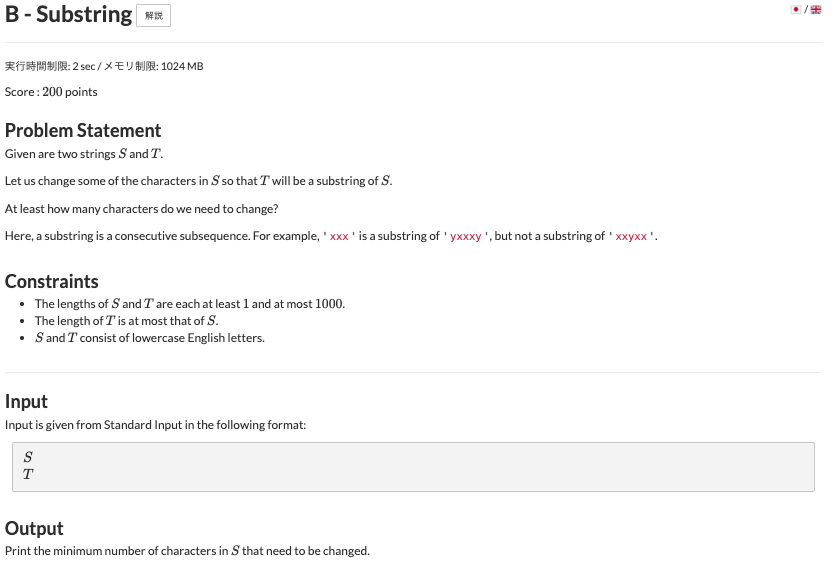 B - Substring 解説
/
実行時間制限: 2 sec / メモリ制限: 1024 MB
Score : 200 points
Problem Statement
Given are two strings S and T.
Let us change some of the characters in S so that T will be a substring of S.
At least how many characters do we need to change?
Here, a substring is a consecutive subsequence. For example, ' xxx ' is a substring of ' yxxxy ', but not a substring of ' xxyxx '.
Constraints
• The lengths of S and T are each at least 1 and at most 1000.
• The length of T is at most that of S.
• S and T consist of lowercase English letters.
Input
Input is given from Standard Input in the following format:
S
T
Output
Print the minimum number of characters in S that need to be changed.